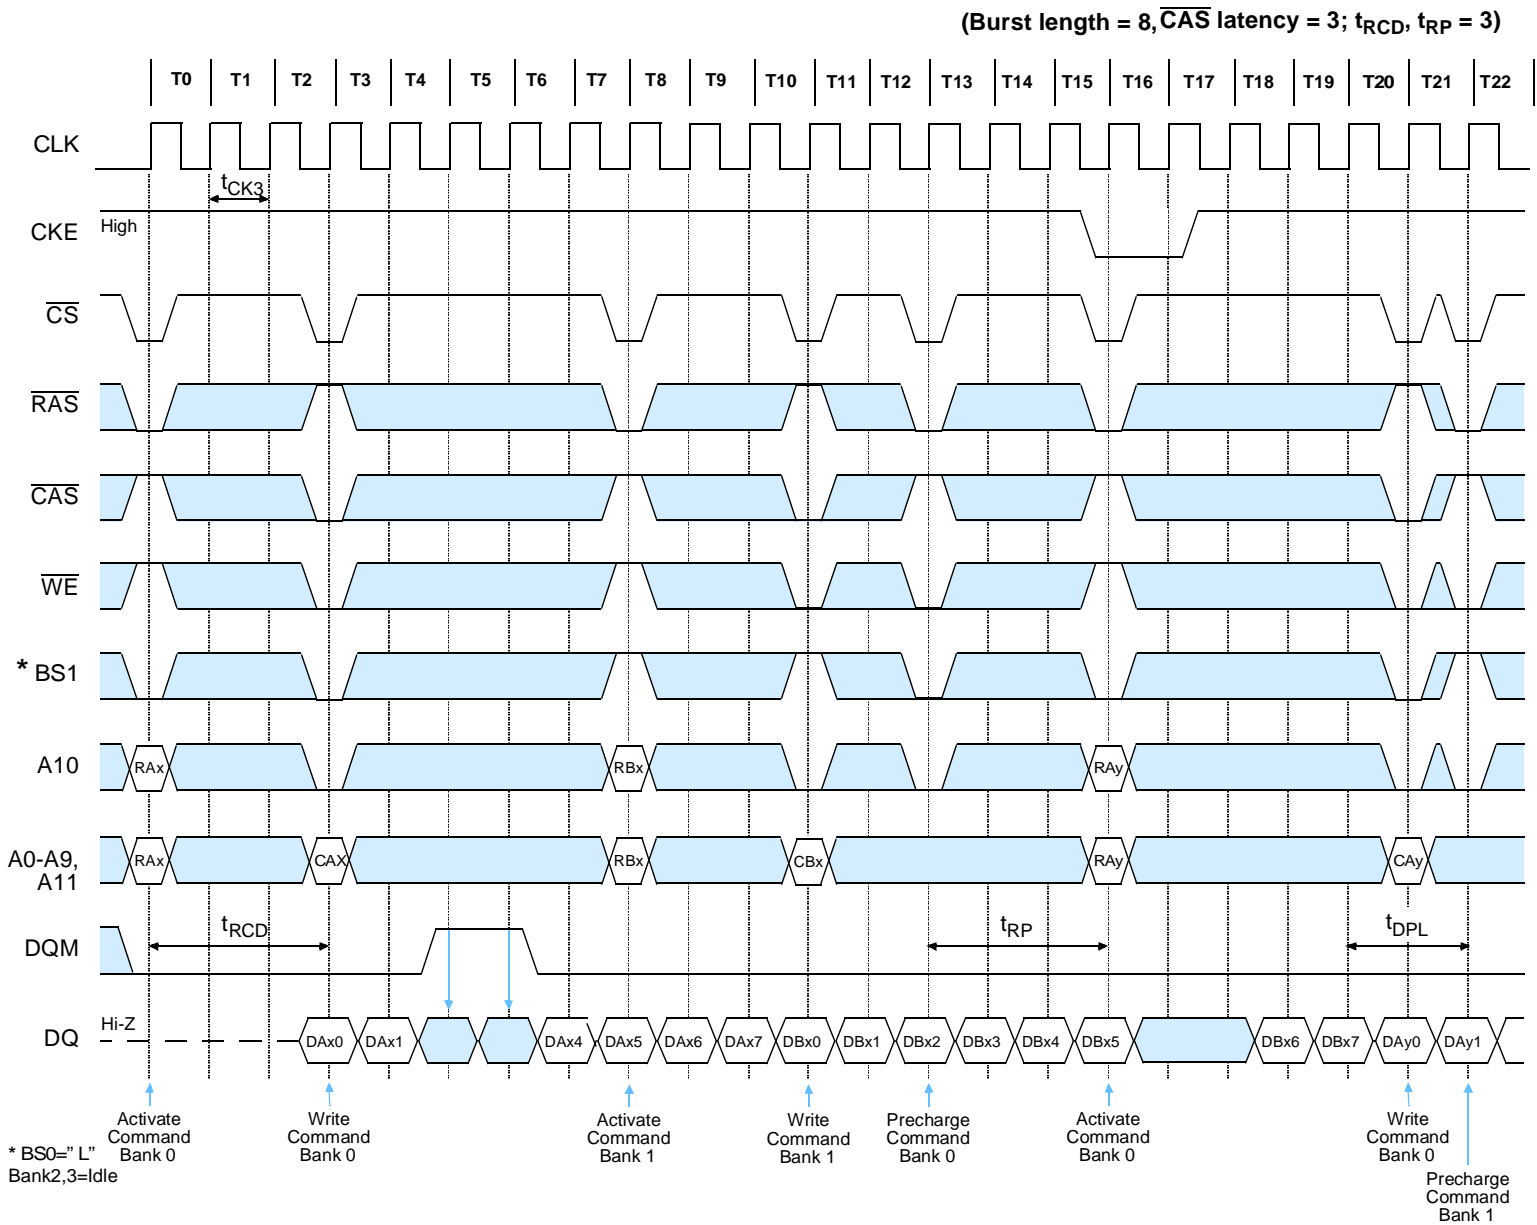 (Burst length = 8, CAS latency = 3; tRCD, tRP = 3)
T0 T1 T2 T3 T4 T5 T6 T7 T8 T9 T10 T11 T12 T13 T14 T15 T16 T17 T18 T19 T20 T21 T22
CLK
tCK3
CKE
High
CS
RAS
CAS
WE
* BS1
A10
RAx RBx RAy
A0-A9,
A11
RAx CAX RBx CBx RAy CAy
DQM
tRCD tRP tDPL
DQ
Hi-Z
DAx0 DAx1 DAx4 DAx5 DAx6 DAx7 DBx0 DBx1 DBx2 DBx3 DBx4 DBx5 DBx6 DBx7 DAy0 DAy1
Activate
Command
Bank 0
Write
Command
Bank 0
Activate
Command
Bank 1
Write
Command
Bank 1
Precharge
Command
Bank 0
Activate
Command
Bank 0
Write
Command
Bank 0
Precharge
Command
Bank 1
* BS0=” L”
Bank2,3=Idle